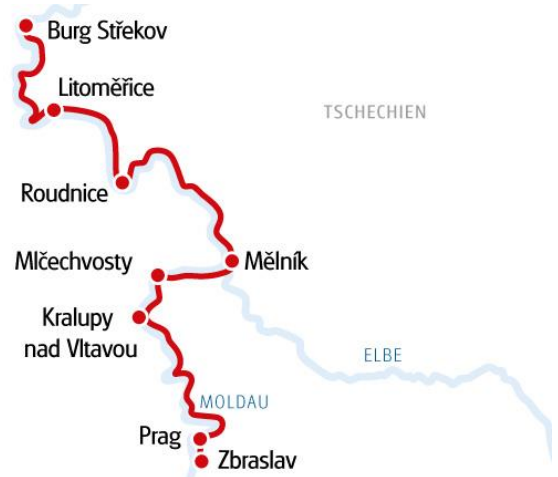 Burg Střekov
Litoměřice
TSCHECHIEN
Roudnice
Mlčechvosty
Mělník
Kralupy
nad Vltavou
ELBE
MOLDAU
Prag
Zbraslav